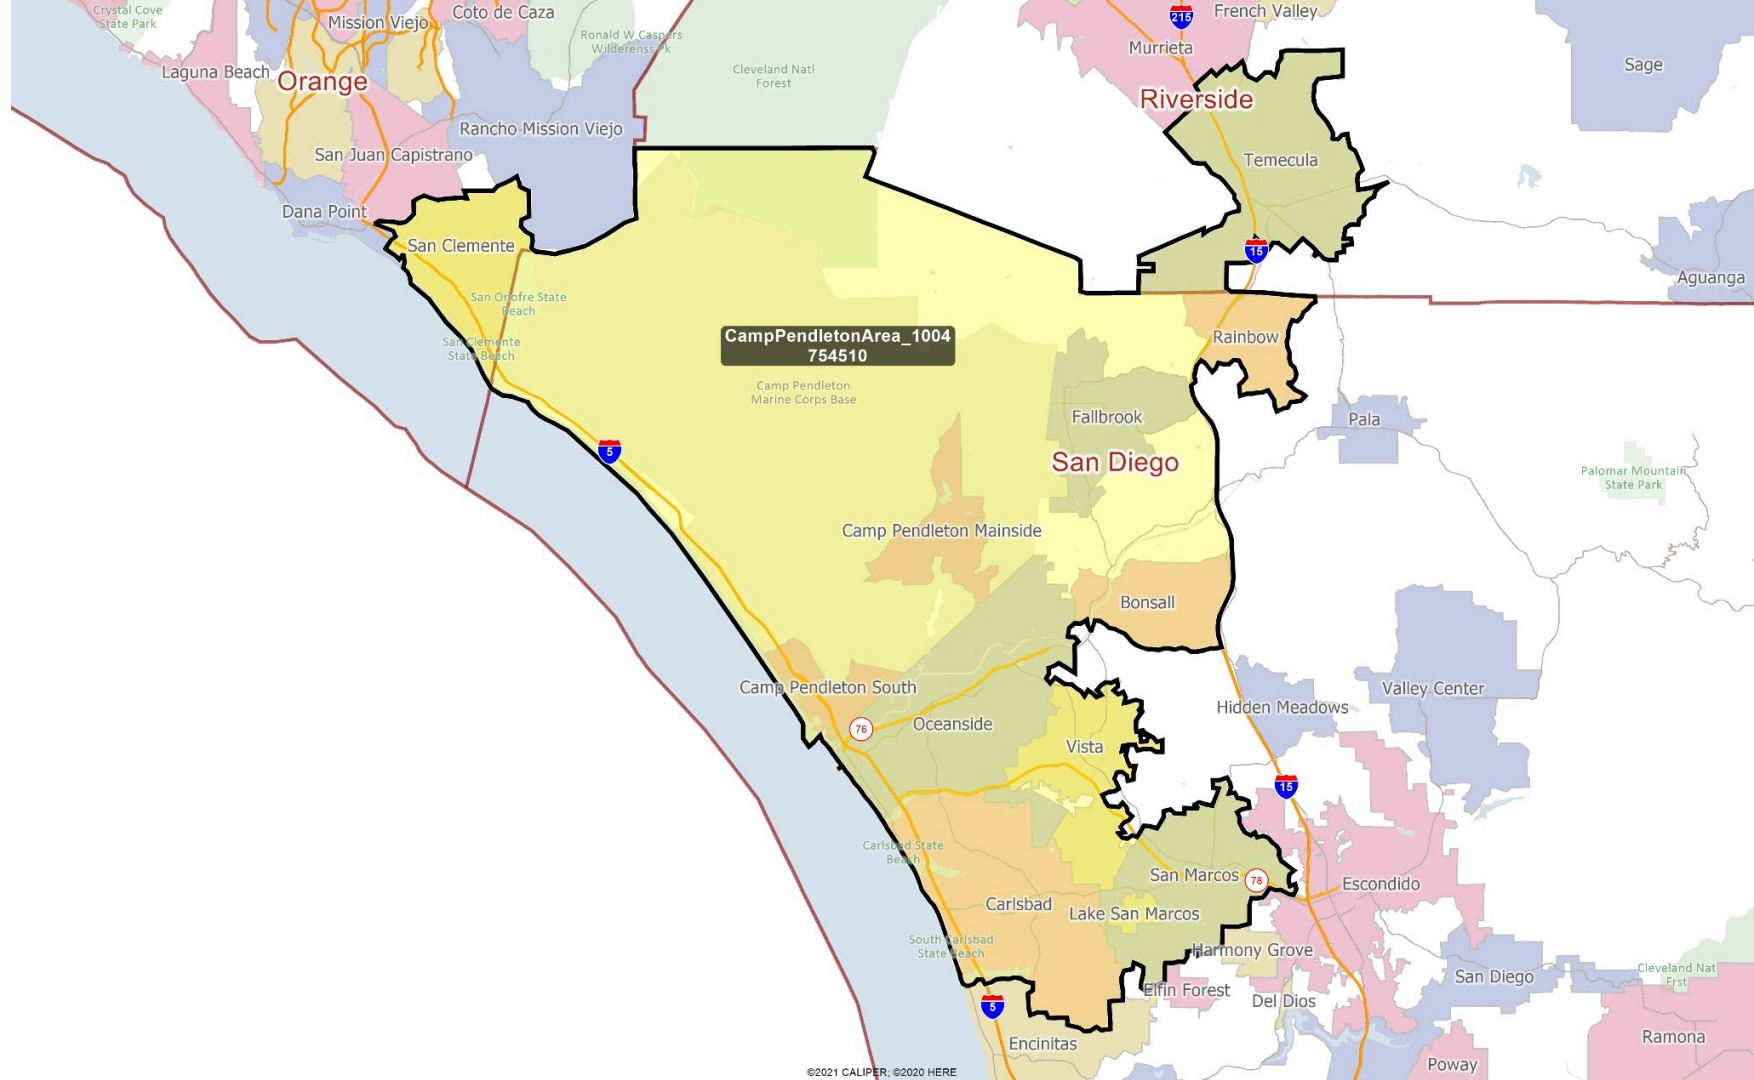 Crystal Cove
State Park
Mission Viejo
Coto de Caza
215
French Valley
Ronald W Caspers
Wilderenss Pk
Murrieta
Laguna Beach
Orange
Cleveland Natl
Forest
Sage
Riverside
Rancho Mission Viejo
San Juan Capistrano
Temecula
Dana Point
San Clemente
15
Aguanga
San Onofre State
Beach
San Clemente
State Beach
CampPendletonArea_1004
754510
Rainbow
Camp Pendleton
Marine Corps Base
Fallbrook
Pala
5
San Diego
Palomar Mountain
State Park
Camp Pendleton Mainside
Bonsall
Camp Pendleton South
Valley Center
Hidden Meadows
76
Oceanside
Vista
15
Carlsbad State
Beach
San Marcos
78
Escondido
Carlsbad
Lake San Marcos
South Carlsbad
State Beach
Harmony Grove
San Diego
Cleveland Nat
Frst
Elfin Forest
Del Dios
5
Encinitas
Ramona
Poway
©2021 CALIPER; ©2020 HERE